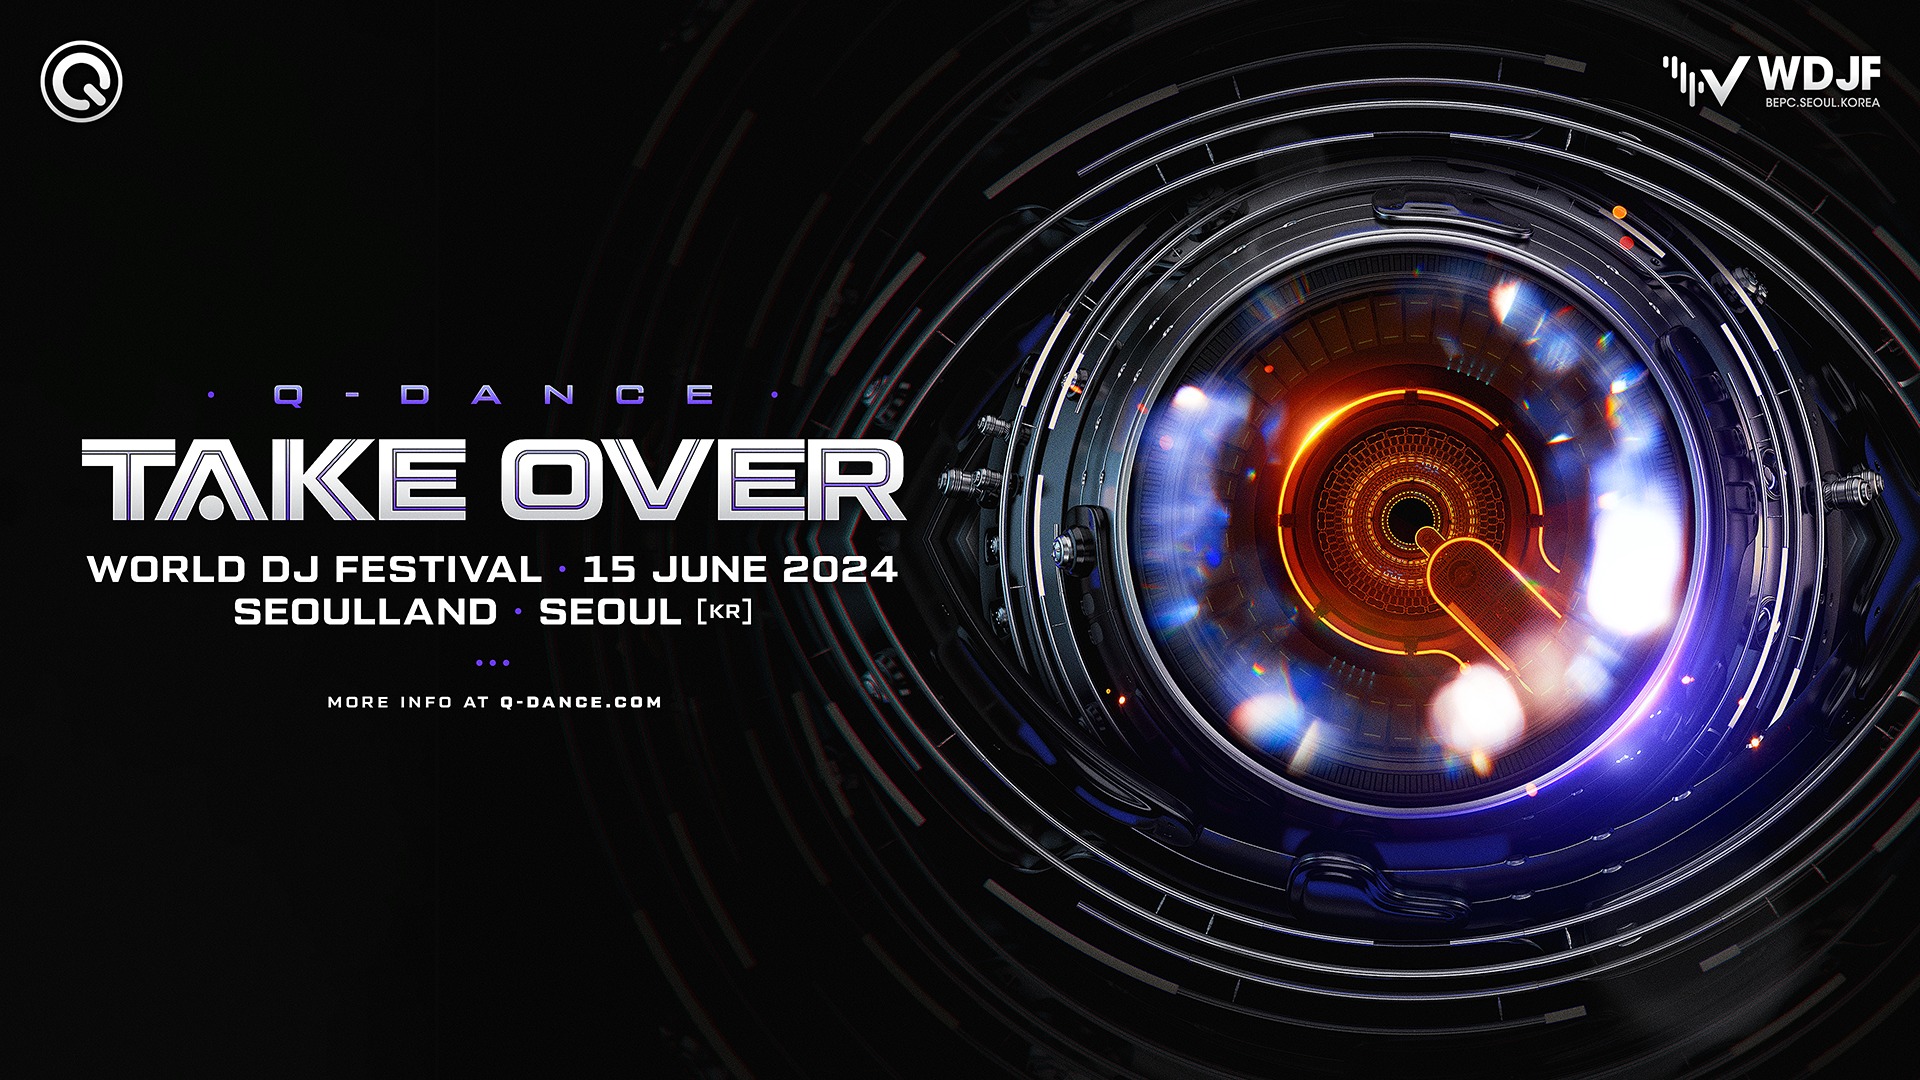 WDJF
BEPC.SEOUL.KOREA
· Q-DANCE ·
TAKE OVER
WORLD DJ FESTIVAL · 15 JUNE 2024
SEOULLAND · SEOUL [KR]
MORE INFO AT Q-DANCE.COM